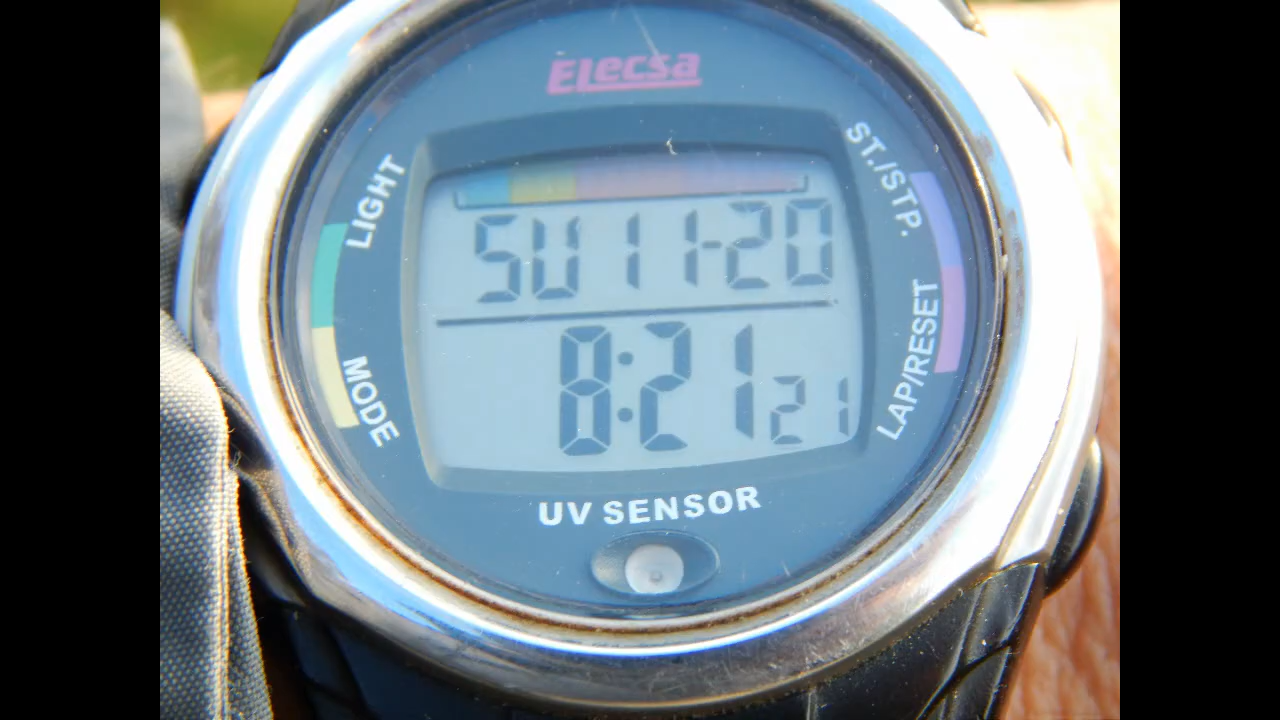 ELecsa
LIGHT
ST./STP.
SU 11-20
8:21 21
MODE
LAP/RESET
UV SENSOR